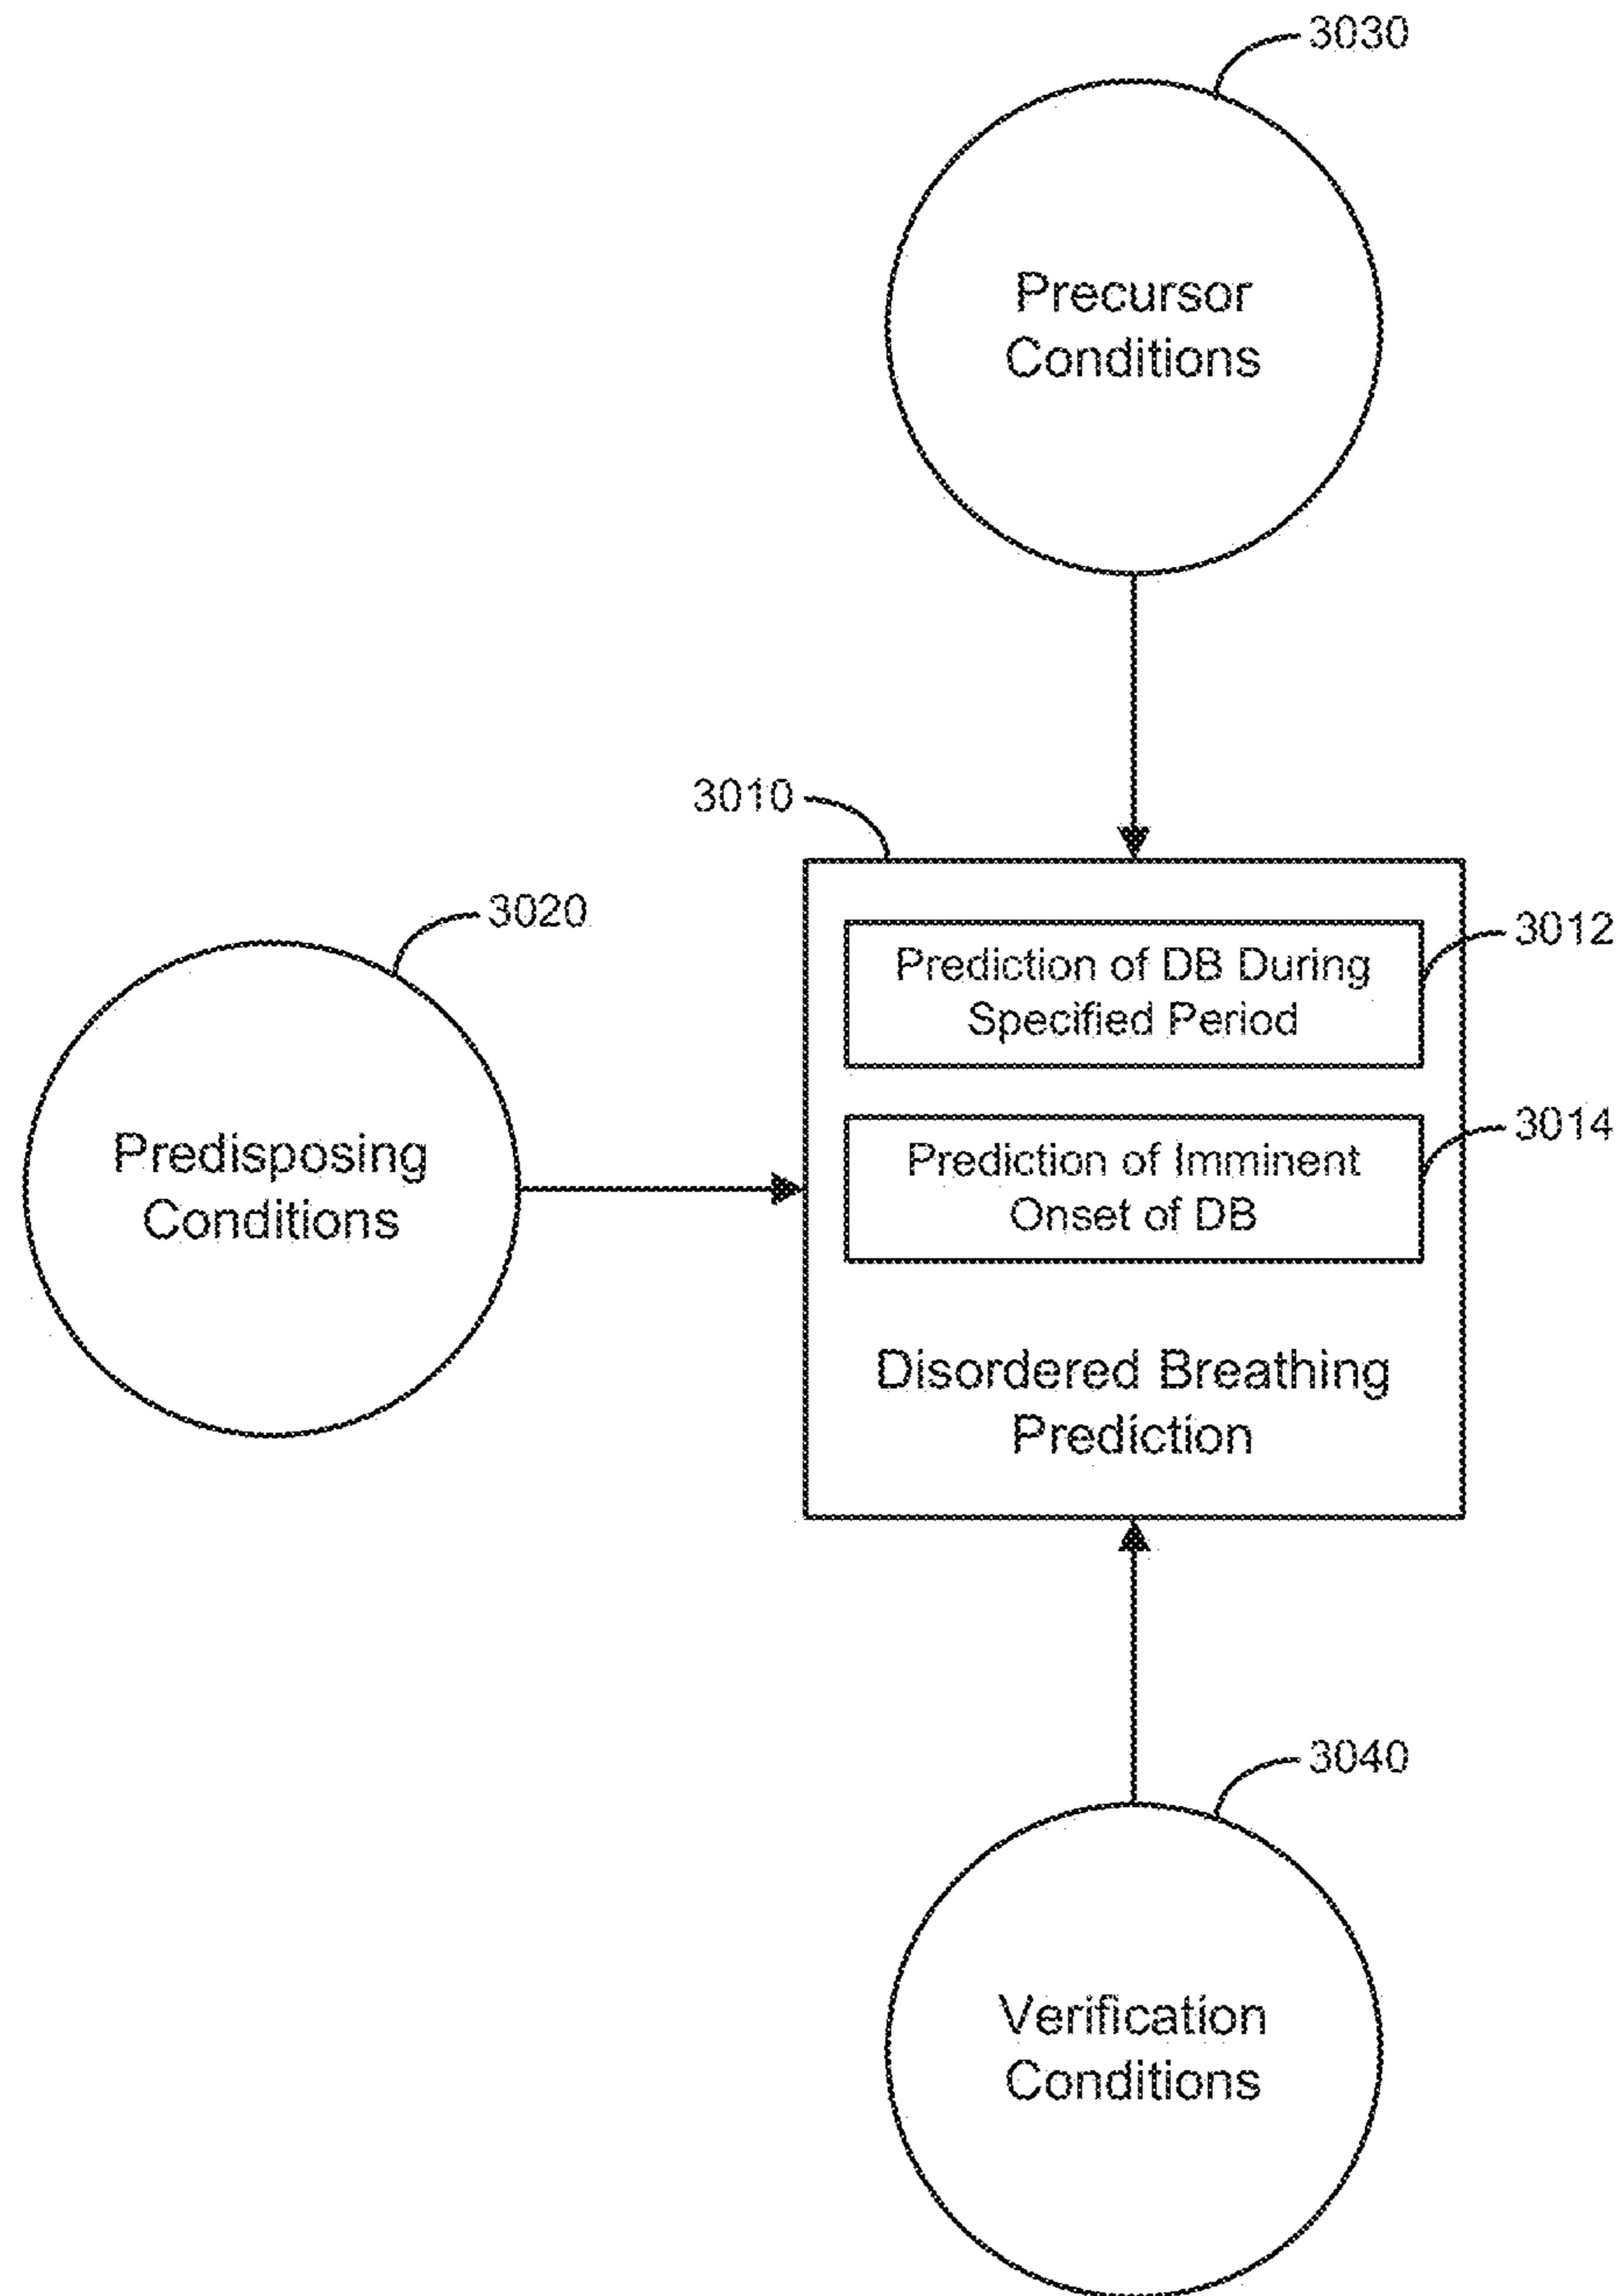 3030
Precursor
Conditions
3010
3020
3012
Prediction of DB During
Specified Period
3014
Prediction of Imminent
Onset of DB
Predisposing
Conditions
Disordered Breathing
Prediction
3040
Verification
Conditions